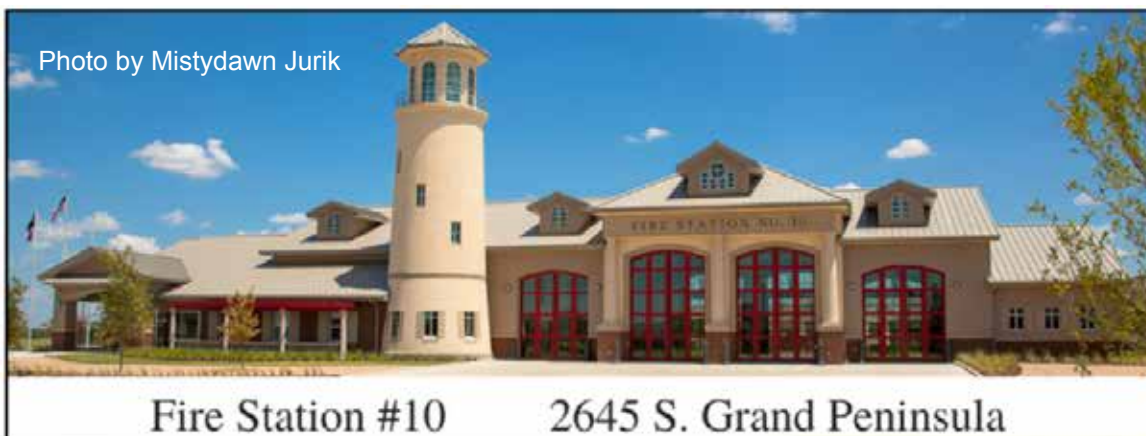 Photo by Mistydawn Jurik
FIRE STATION NO. 10
Fire Station #10 2645 S. Grand Peninsula